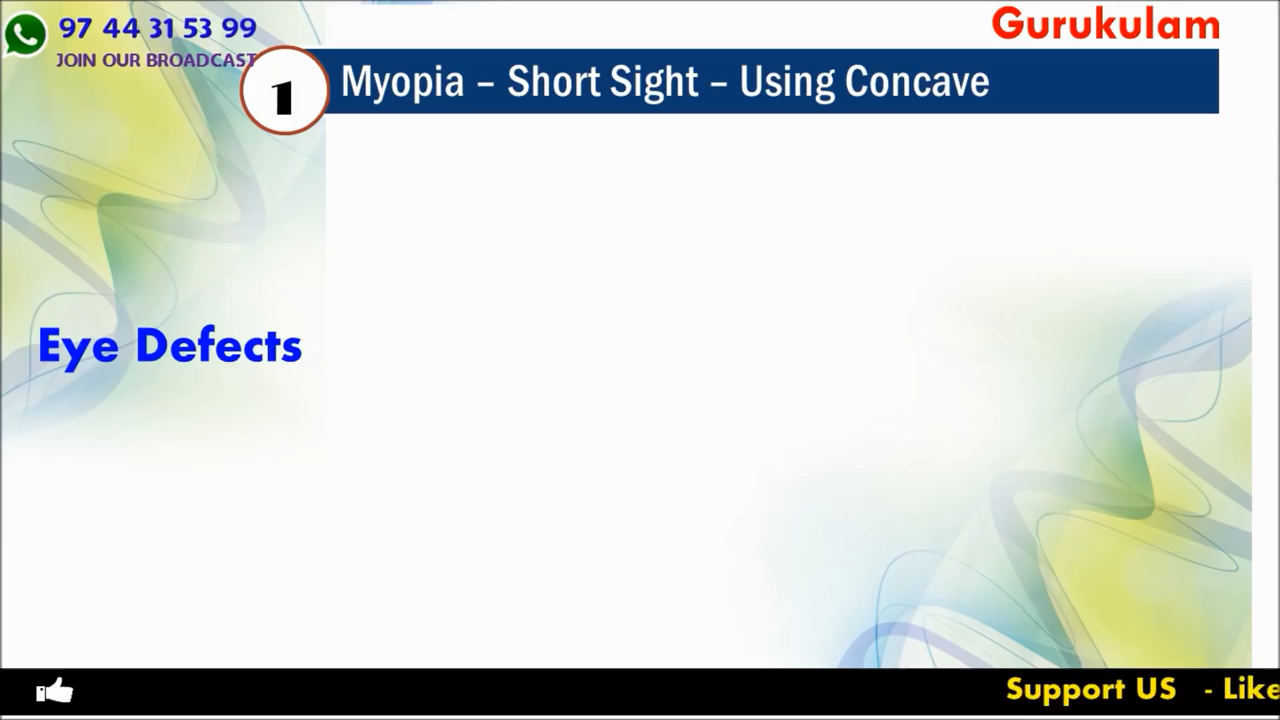 97 44 31 53 99
JOIN OUR BROADCAST
Gurukulam
1
Myopia – Short Sight – Using Concave
Eye Defects
Support US - Like